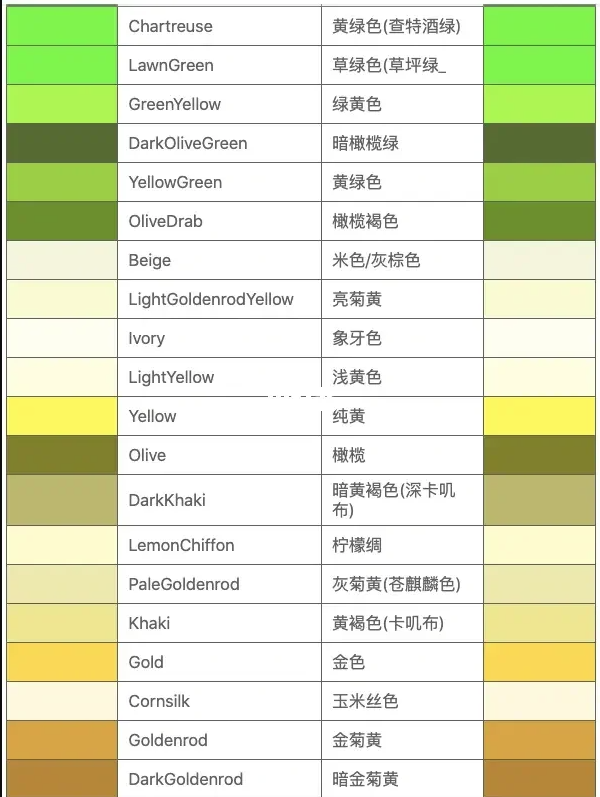 Chartreuse 黄绿色(查特酒绿)
LawnGreen 草绿色(草坪绿_
GreenYellow 绿黄色
DarkOliveGreen 暗橄榄绿
YellowGreen 黄绿色
OliveDrab 橄榄褐色
Beige 米色/灰棕色
LightGoldenrodYellow 亮菊黄
Ivory 象牙色
LightYellow 浅黄色
Yellow 纯黄
Olive 橄榄
DarkKhaki 暗黄褐色(深卡叽
布)
LemonChiffon 柠檬绸
PaleGoldenrod 灰菊黄(苍麒麟色)
Khaki 黄褐色(卡叽布)
Gold 金色
Cornsilk 玉米丝色
Goldenrod 金菊黄
DarkGoldenrod 暗金菊黄